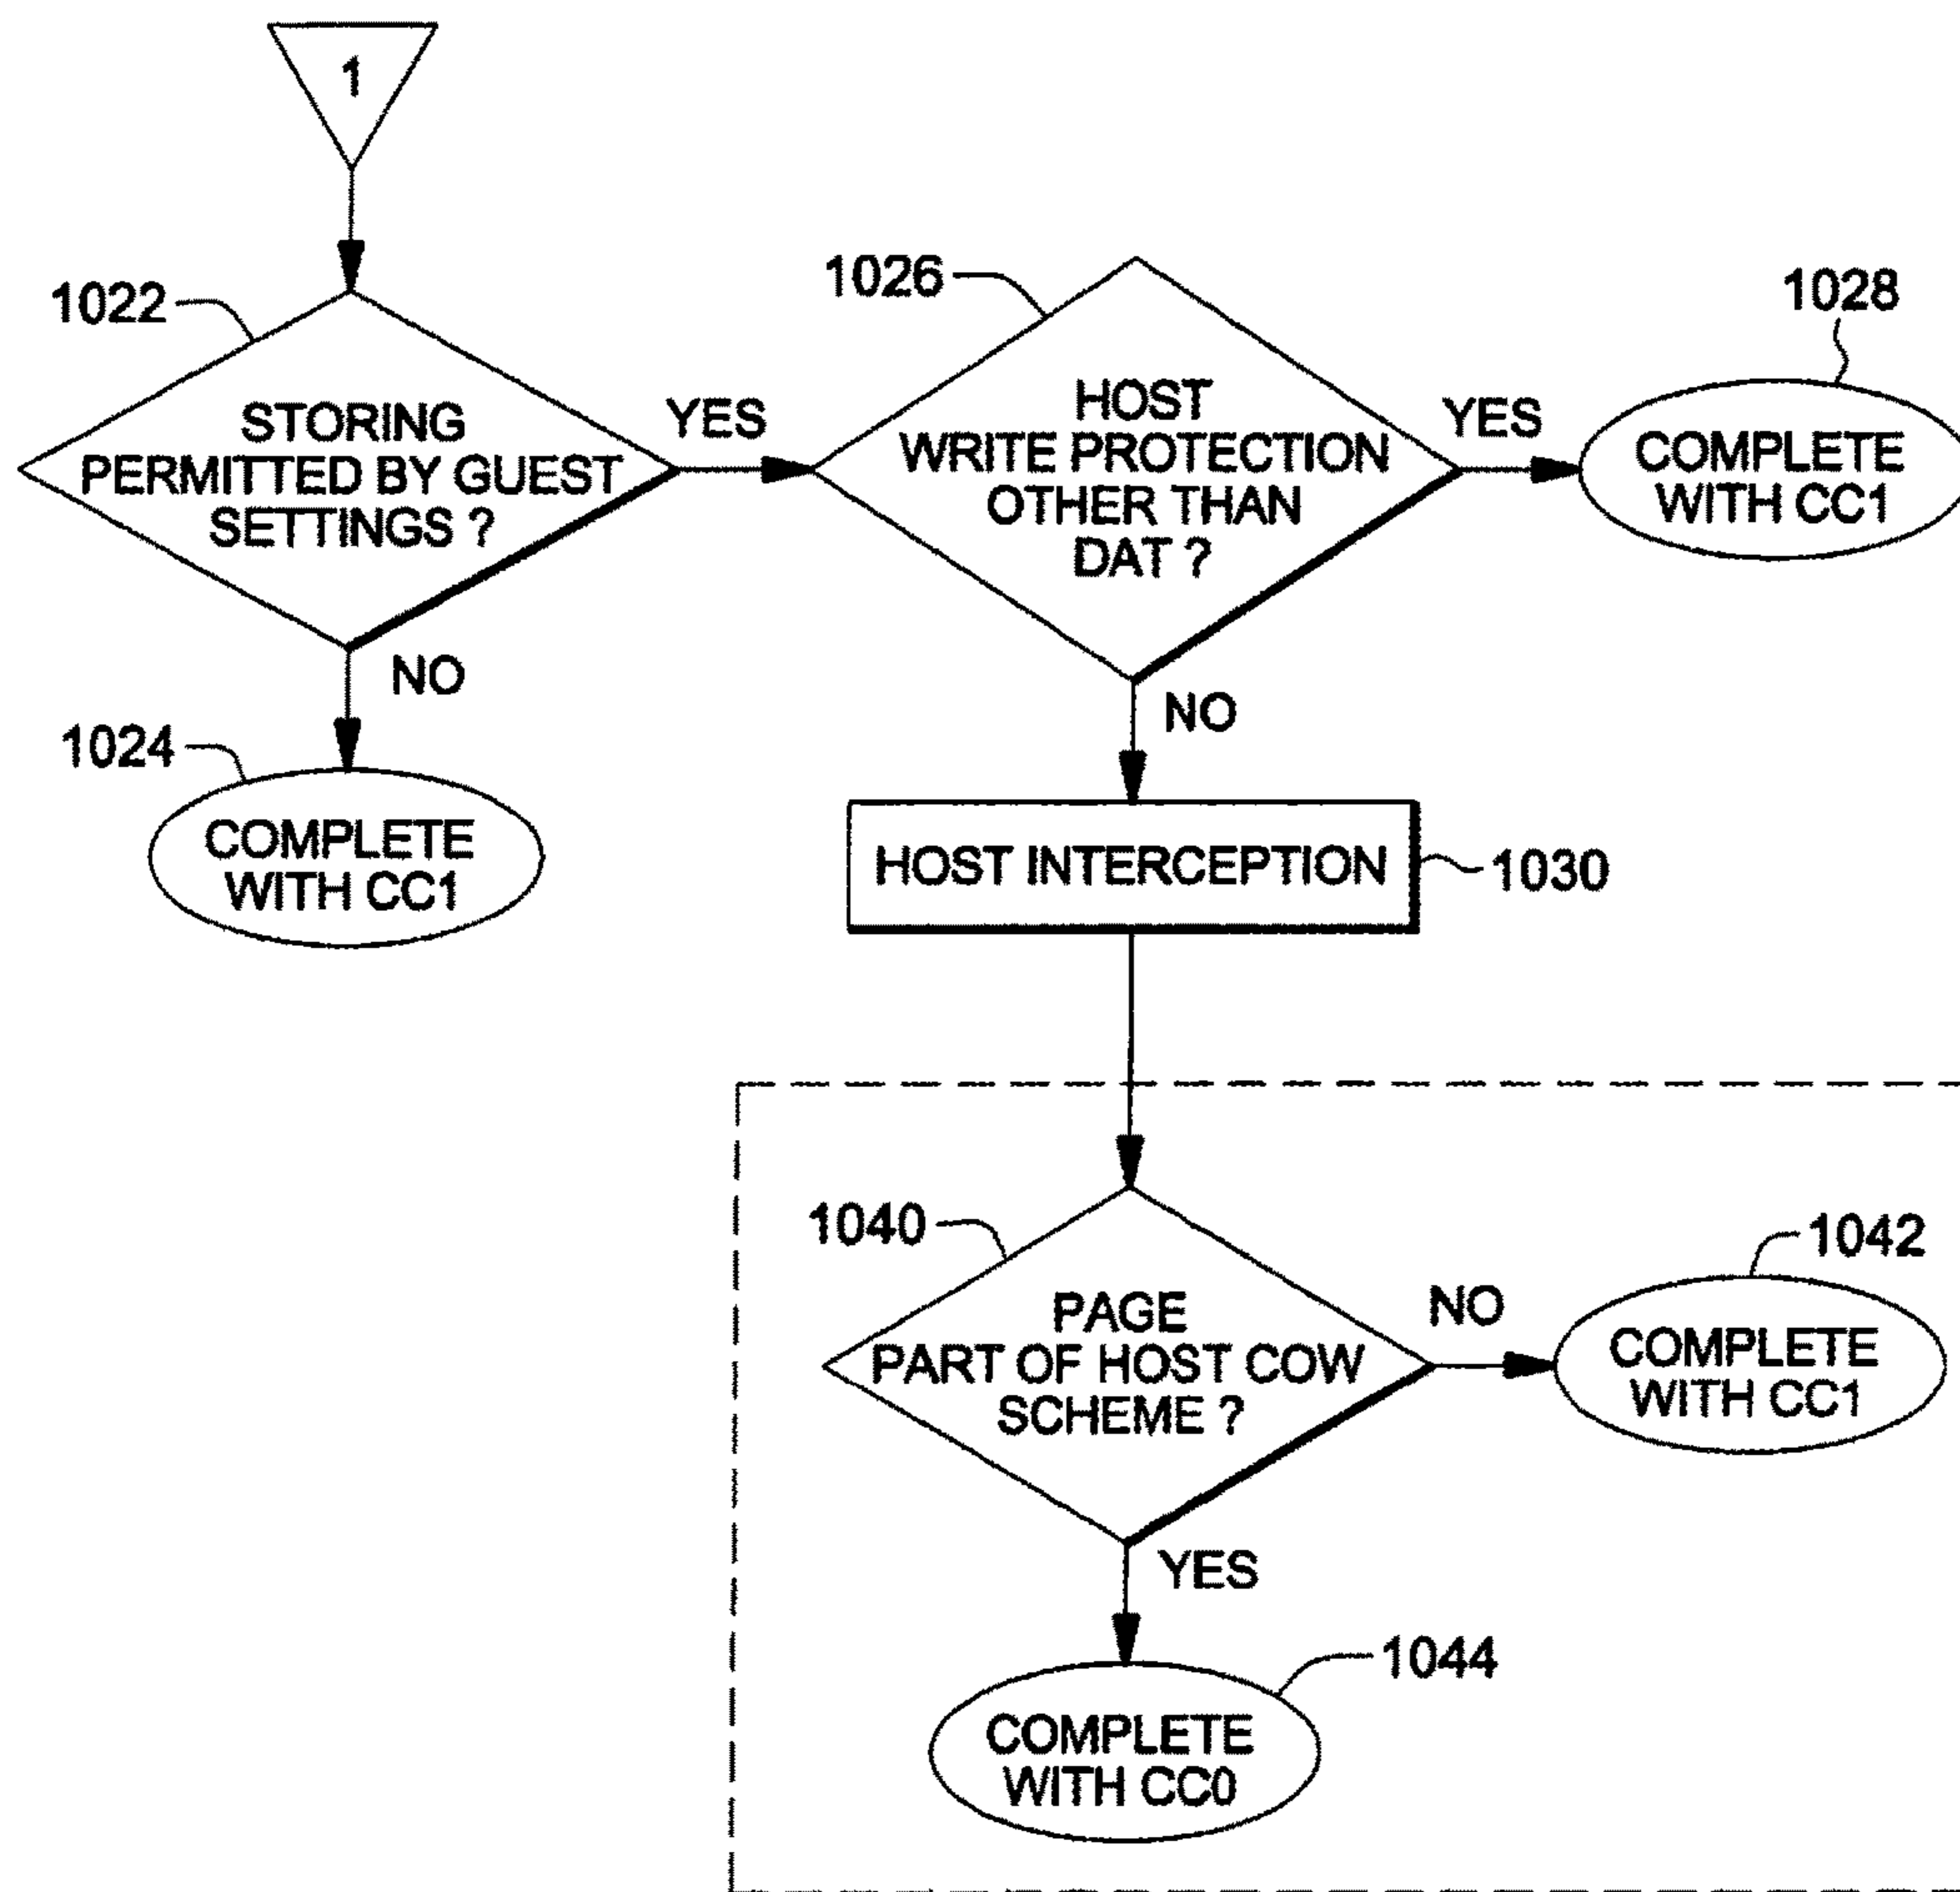 1
1022
STORING
PERMITTED BY GUEST
SETTINGS ?
YES
NO
1024
COMPLETE
WITH CC1
1026
HOST
WRITE PROTECTION
OTHER THAN
DAT ?
YES
1028
COMPLETE
WITH CC1
NO
HOST INTERCEPTION
1030
1040
PAGE
PART OF HOST COW
SCHEME ?
NO
1042
COMPLETE
WITH CC1
YES
1044
COMPLETE
WITH CC0